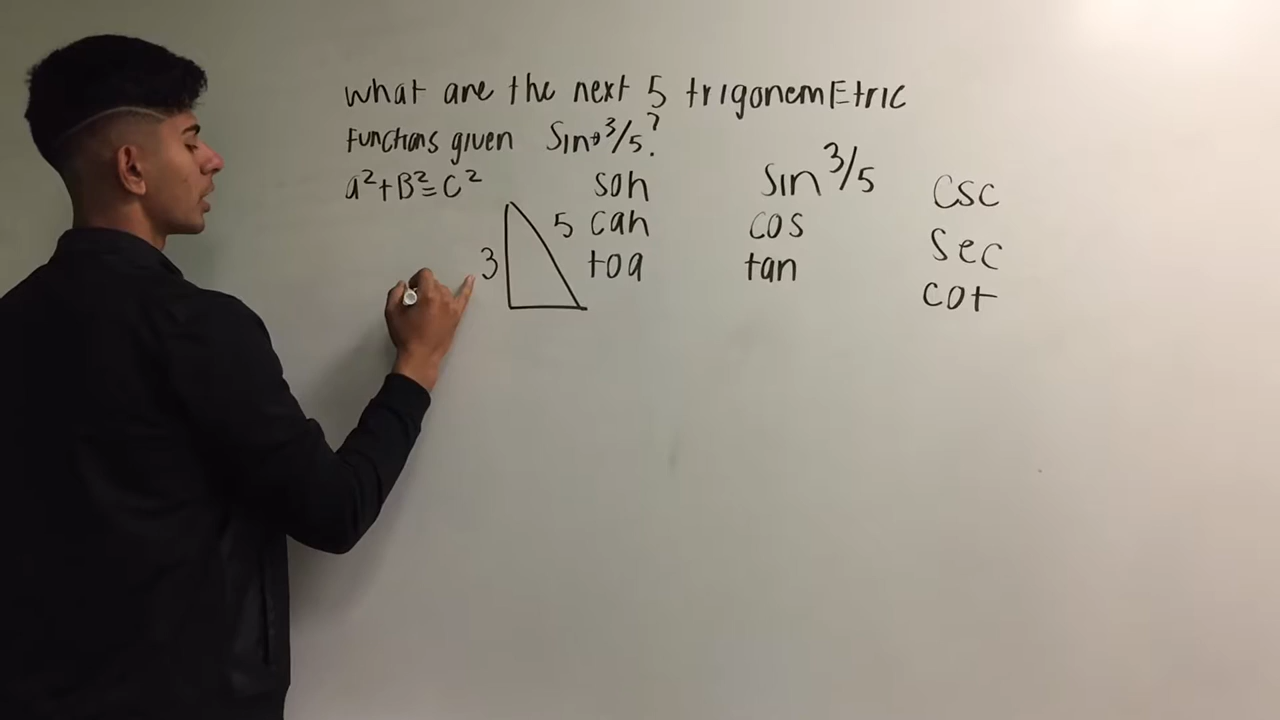 What are the next 5 trigonemEtric
functions given Sinθ 3/5?
a²+B²=C²
soh
cah
toa
3
5
Sin 3/5
cos
tan
CSC
Sec
cot